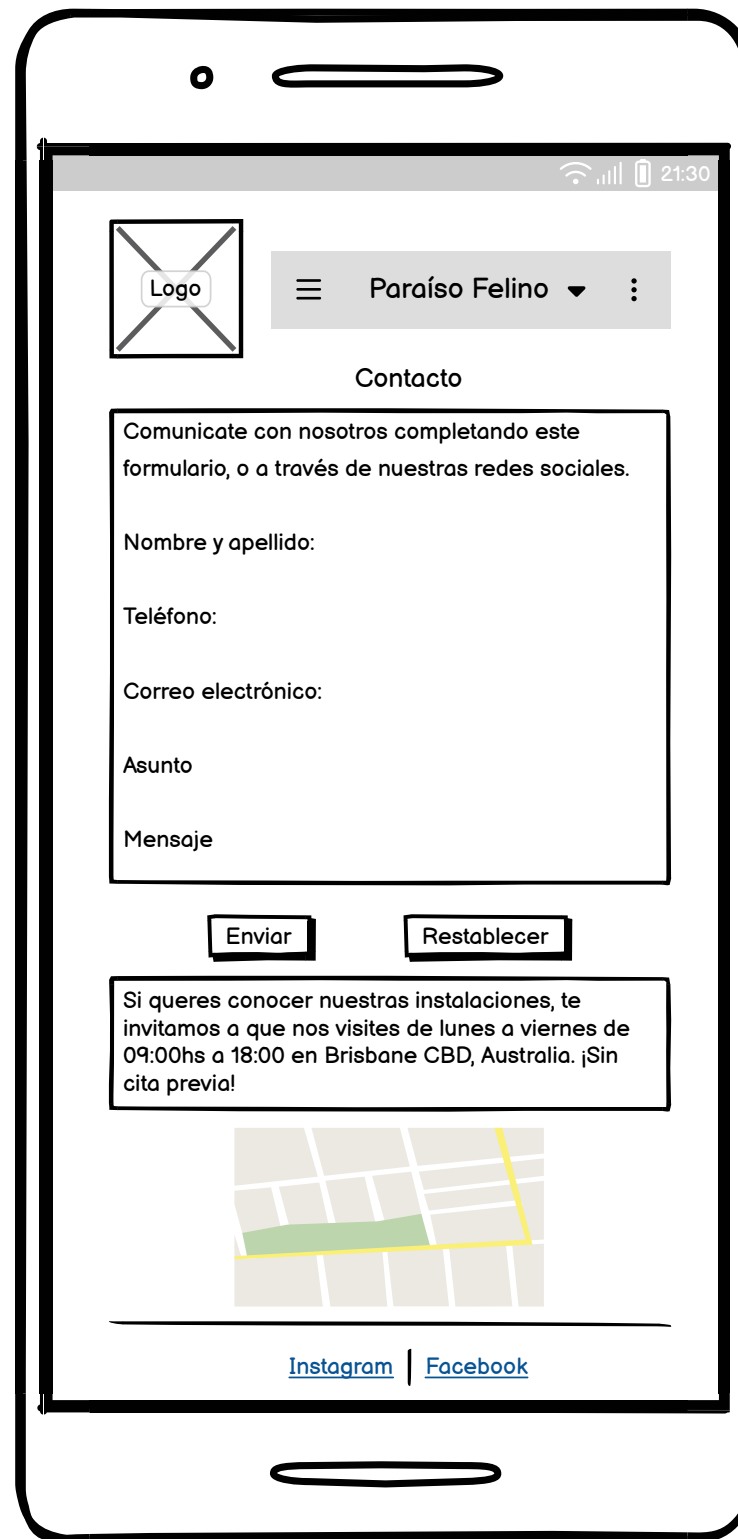 21:30
Logo
Paraíso Felino
Contacto
Comunicate con nosotros completando este
formulario, o a través de nuestras redes sociales.
Nombre y apellido:
Teléfono:
Correo electrónico:
Asunto
Mensaje
Enviar
Restablecer
Si queres conocer nuestras instalaciones, te
invitamos a que nos visites de lunes a viernes de
09:00hs a 18:00 en Brisbane CBD, Australia. ¡Sin
cita previa!
Instagram
Facebook